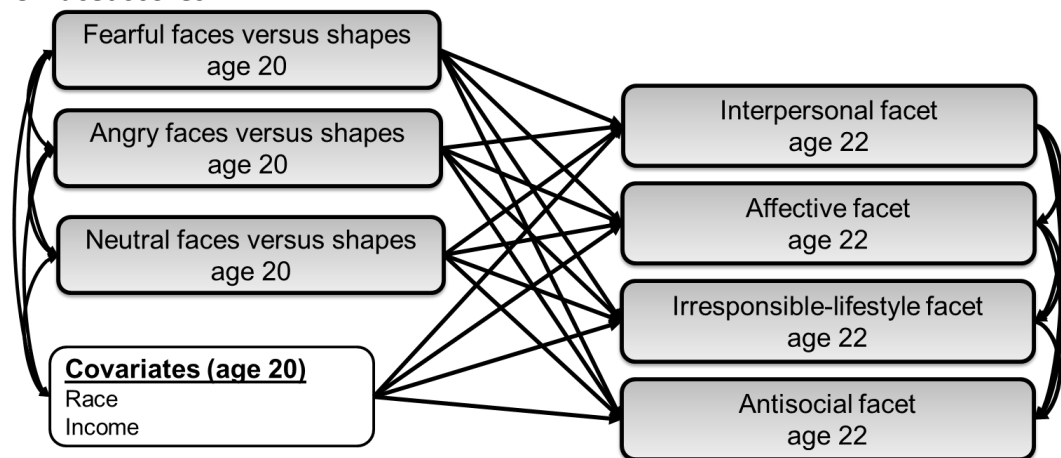 Fearful faces versus shapes
age 20
Angry faces versus shapes
age 20
Neutral faces versus shapes
age 20
Covariates (age 20)
Race
Income
Interpersonal facet
age 22
Affective facet
age 22
Irresponsible-lifestyle facet
age 22
Antisocial facet
age 22